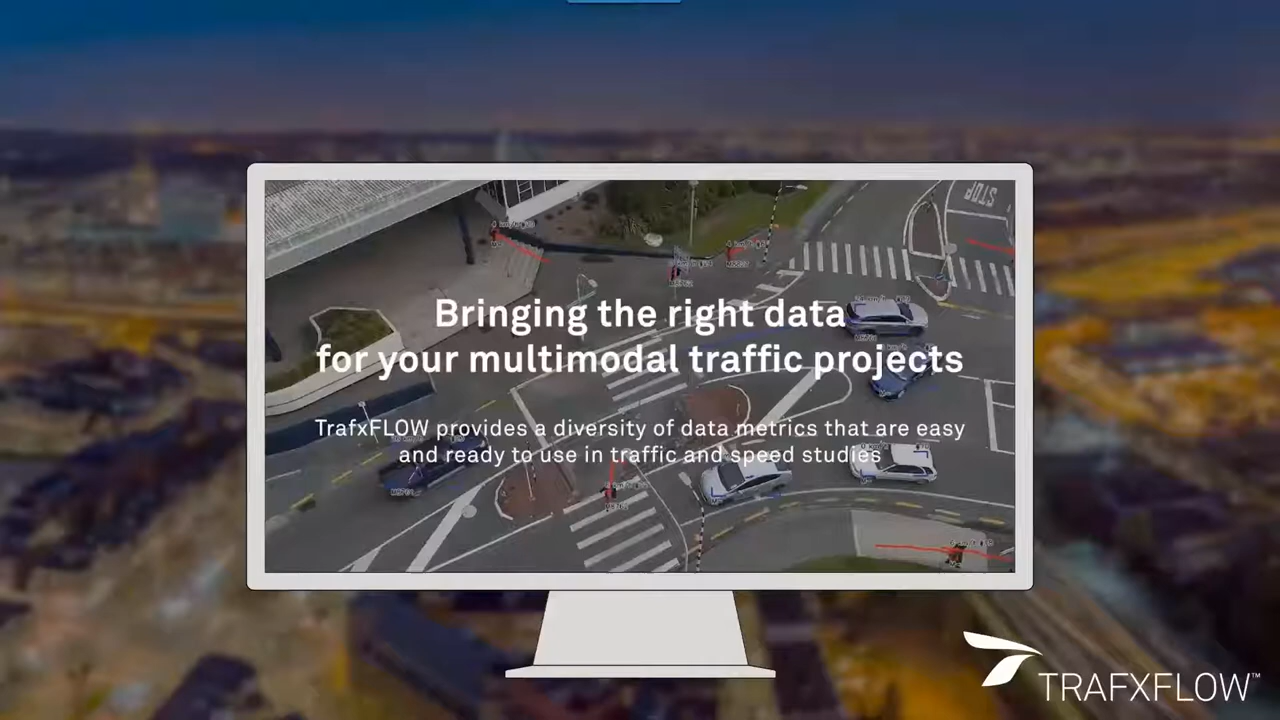 STOP
Bringing the right data
for your multimodal traffic projects
TrafxFLOW provides a diversity of data metrics that are easy
and ready to use in traffic and speed studies
TRAFXFLOW™